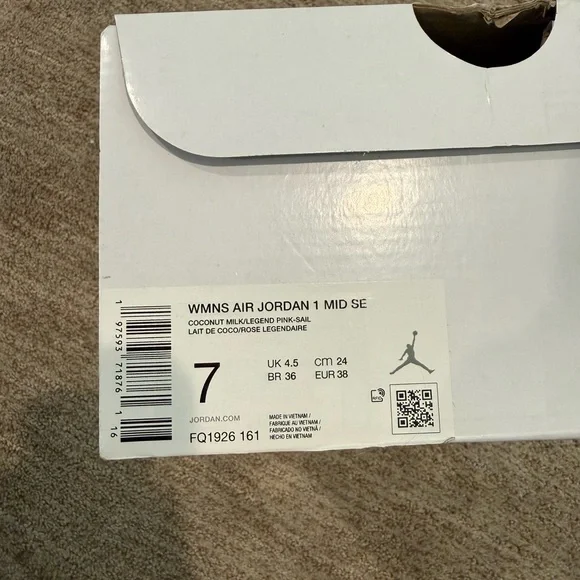 WMNS AIR JORDAN 1 MID SE
COCONUT MILK/LEGEND PINK-SAIL
LAIT DE COCO/ROSE LEGENDAIRE
7
UK 4.5 CM 24
BR 36 EUR 38
JORDAN.COM
FQ1926 161
MADE IN VIETNAM /
FABRIQUE AU VIETNAM /
FABRICADO NO VIETNÃ /
HECHO EN VIETNAM
1 97593 71876 1 16